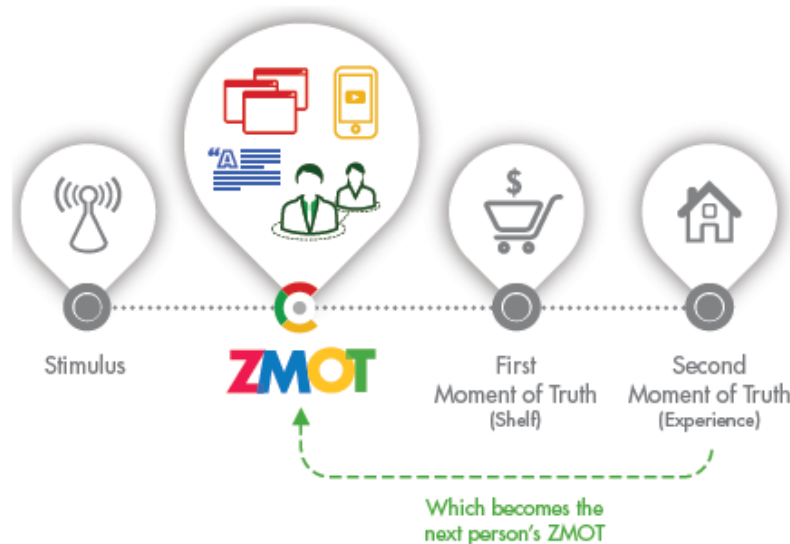 “A
$
Stimulus
ZMOT
First
Moment of Truth
(Shelf)
Second
Moment of Truth
(Experience)
Which becomes the
next person's ZMOT